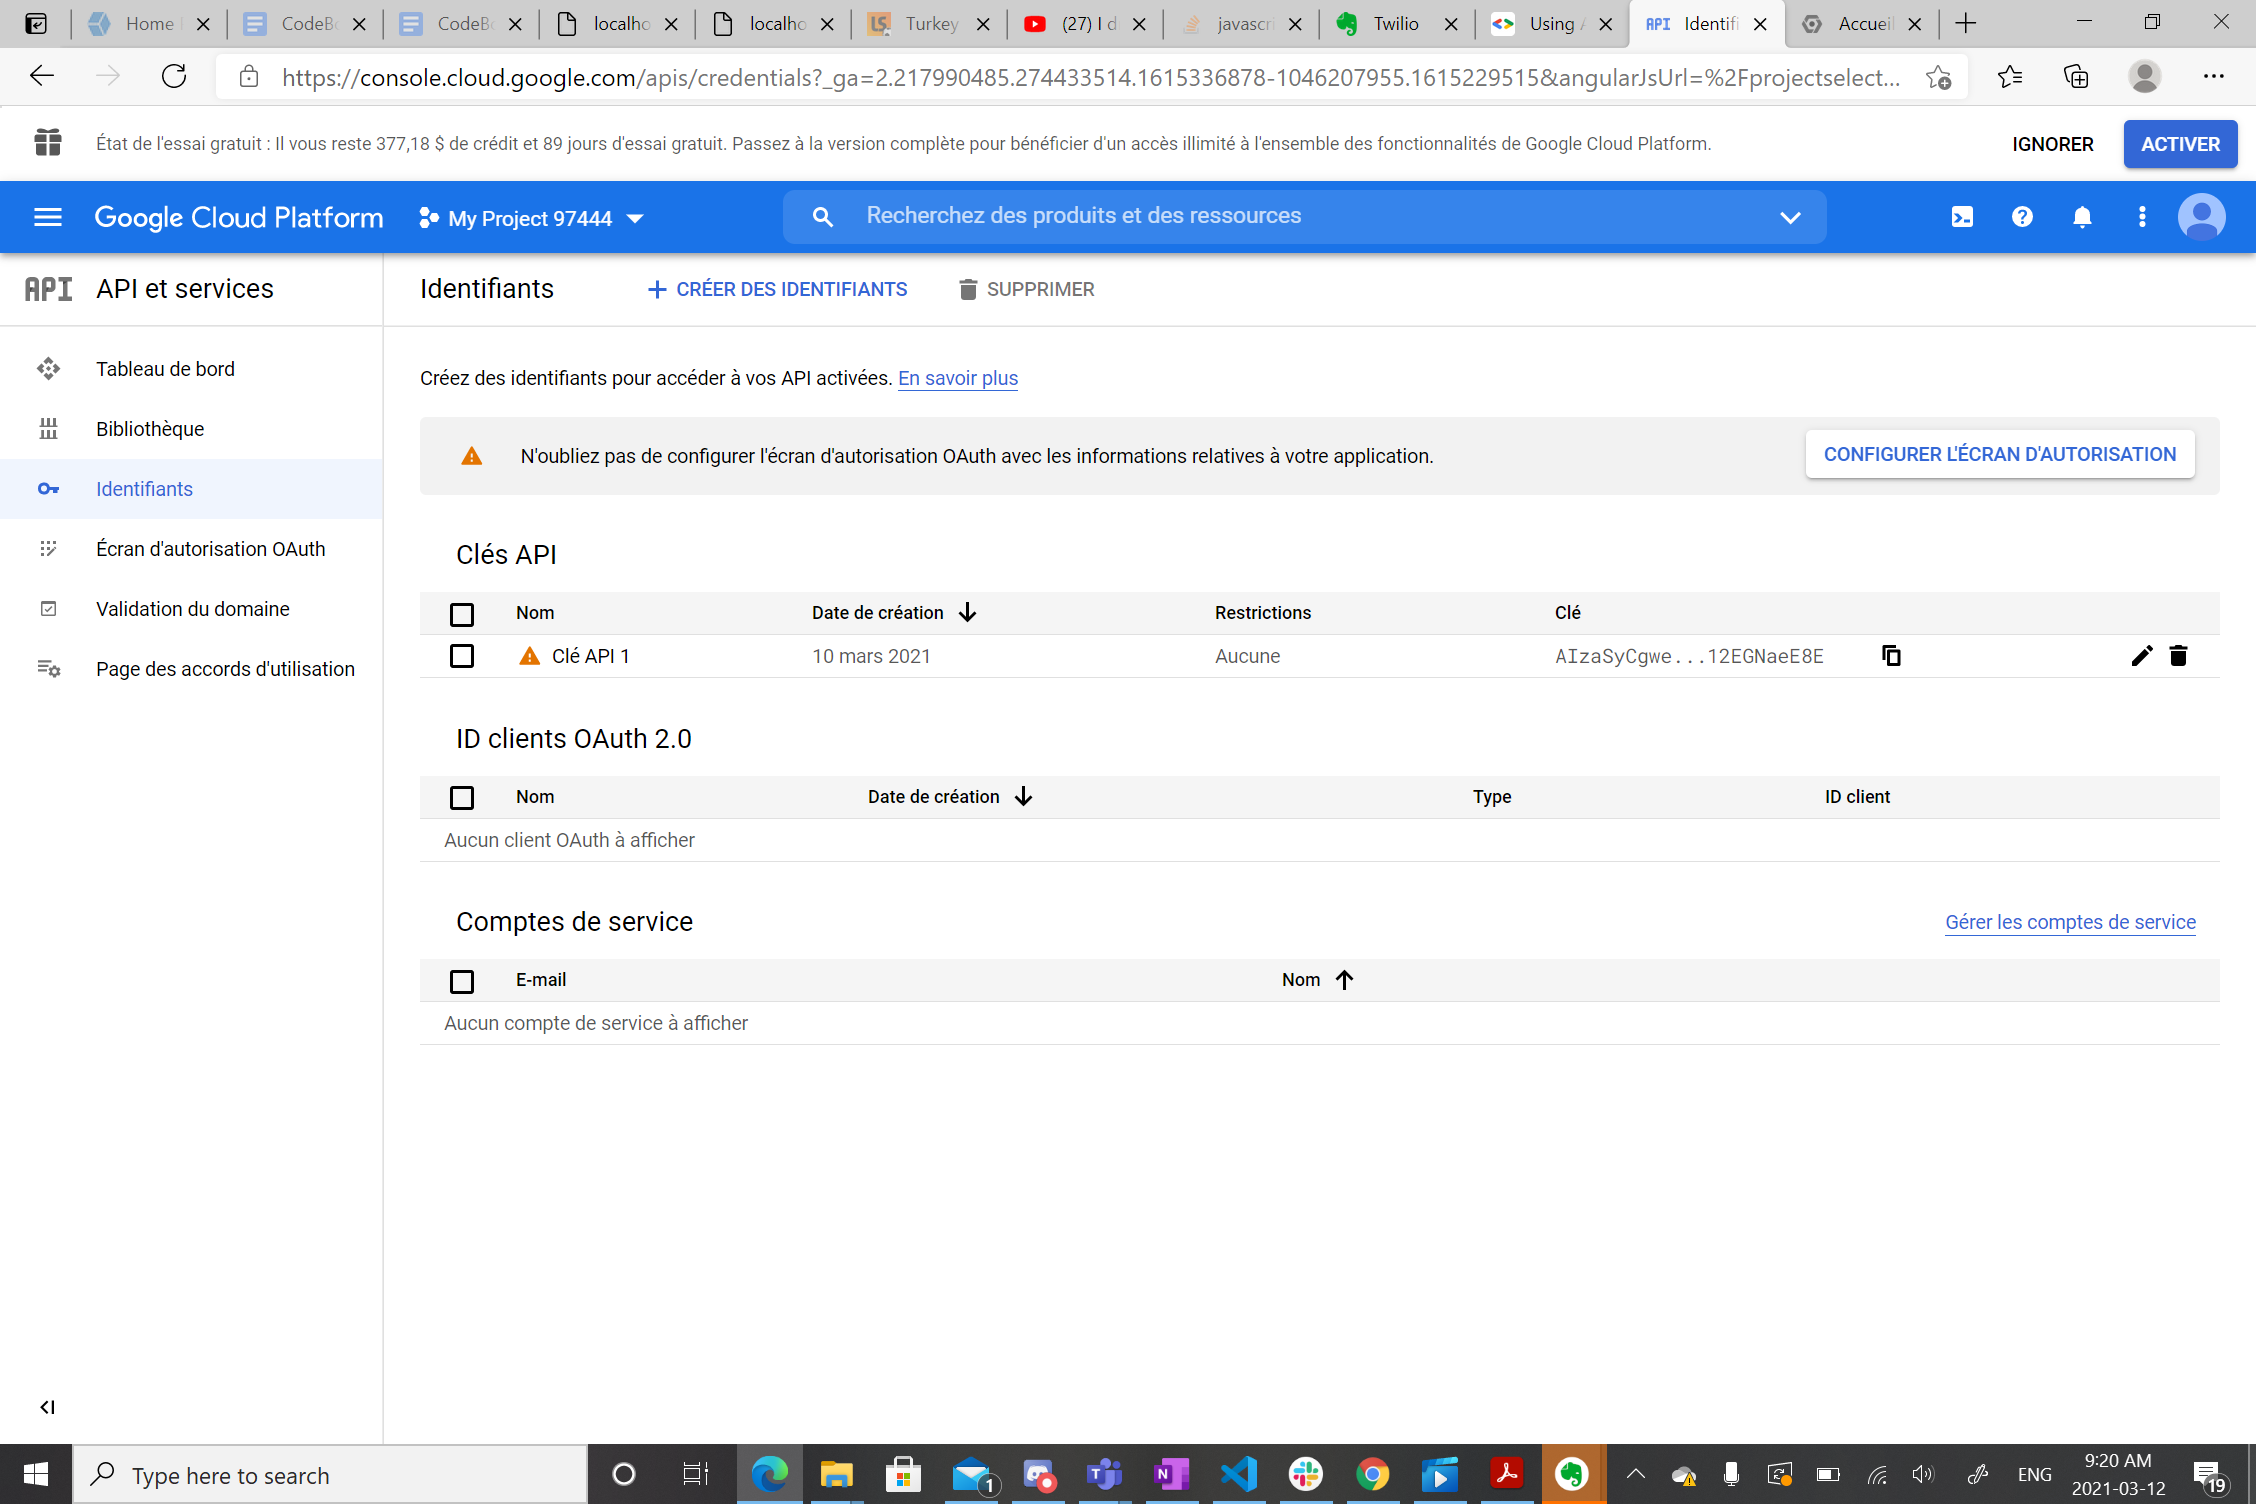 Home
CodeBo
CodeBo
localho
localho
Turkey
(27) I d
javascri
Twilio
Using A
API Identifi
Accueil
https://console.cloud.google.com/apis/credentials?_ga=2.217990485.274433514.1615336878-1046207955.1615229515&angularJsUrl=%2Fprojectselect...
État de l'essai gratuit : Il vous reste 377,18 $ de crédit et 89 jours d'essai gratuit. Passez à la version complète pour bénéficier d'un accès illimité à l'ensemble des fonctionnalités de Google Cloud Platform.
IGNORER
ACTIVER
Google Cloud Platform
My Project 97444
Recherchez des produits et des ressources
API API et services
Identifiants
CRÉER DES IDENTIFIANTS
SUPPRIMER
Tableau de bord
Bibliothèque
Identifiants
Écran d'autorisation OAuth
Validation du domaine
Page des accords d'utilisation
Créez des identifiants pour accéder à vos API activées. En savoir plus
N'oubliez pas de configurer l'écran d'autorisation OAuth avec les informations relatives à votre application.
CONFIGURER L'ÉCRAN D'AUTORISATION
Clés API
Nom Date de création Restrictions Clé
Clé API 1 10 mars 2021 Aucune AIzaSyCgwe...12EGNaeE8E
ID clients OAuth 2.0
Nom Date de création Type ID client
Aucun client OAuth à afficher
Comptes de service
Gérer les comptes de service
E-mail Nom
Aucun compte de service à afficher
Type here to search
1
ENG
9:20 AM
2021-03-12
19